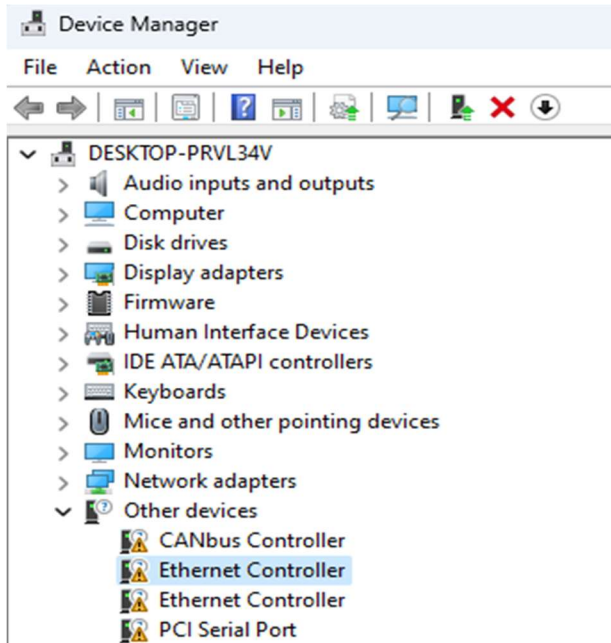 Device Manager
File Action View Help
DESKTOP-PRVL34V
Audio inputs and outputs
Computer
Disk drives
Display adapters
Firmware
Human Interface Devices
IDE ATA/ATAPI controllers
Keyboards
Mice and other pointing devices
Monitors
Network adapters
Other devices
CANbus Controller
Ethernet Controller
Ethernet Controller
PCI Serial Port